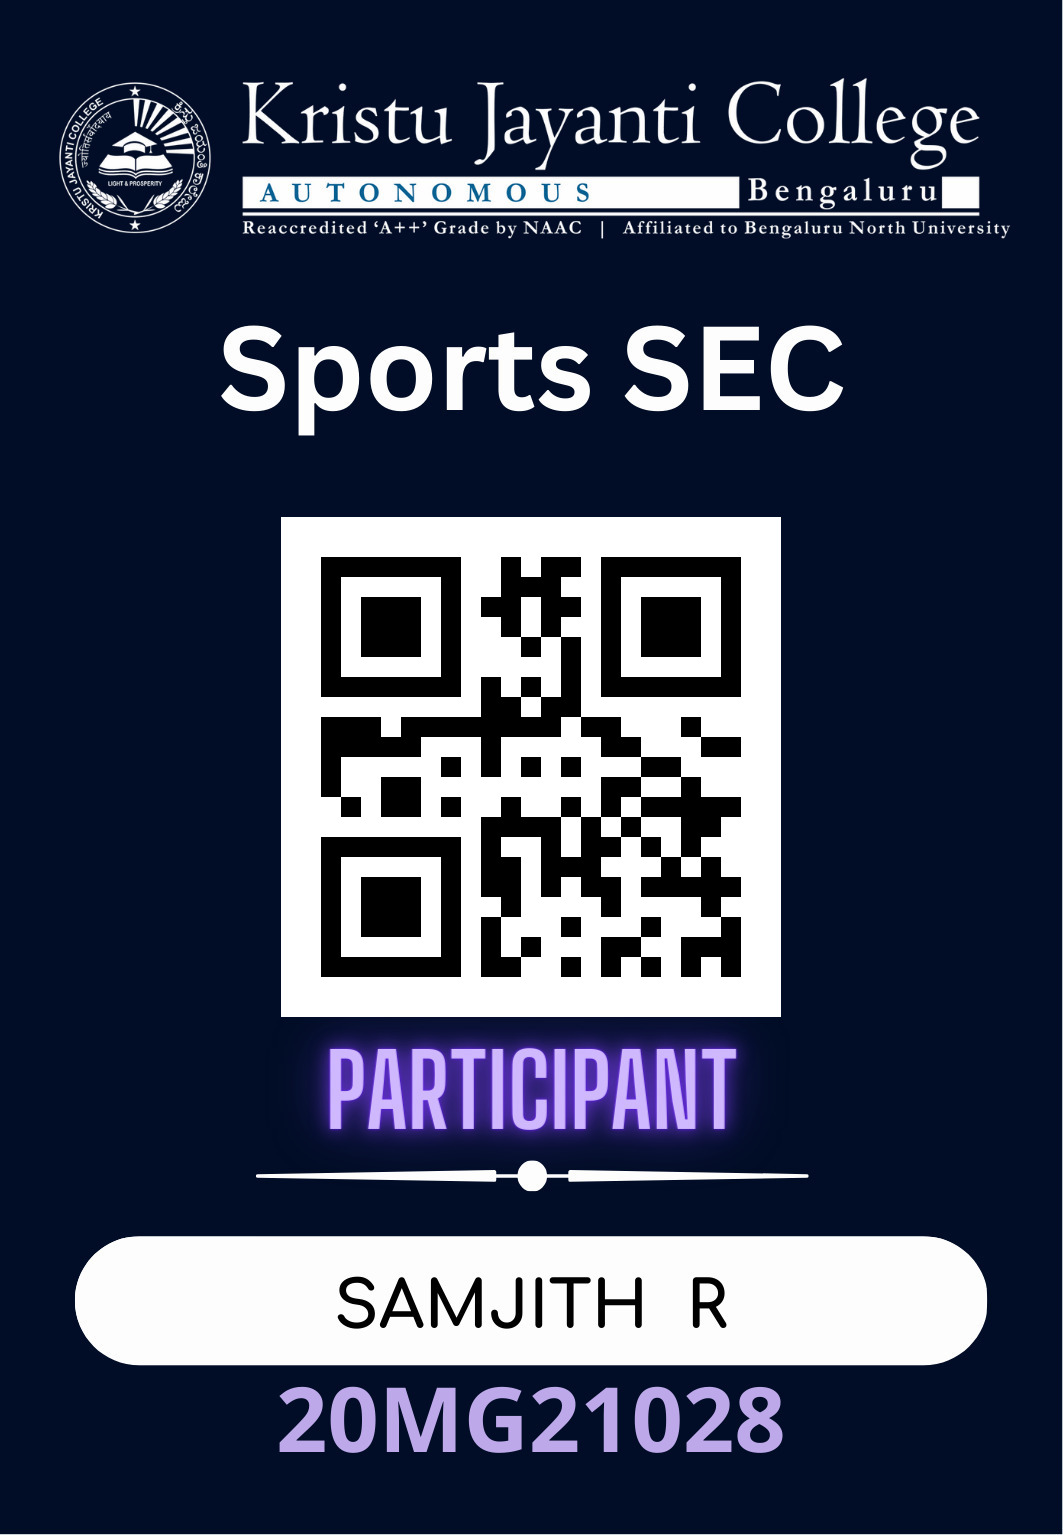 KRISTU JAYANTI COLLEGE
ಕ್ರಿಸ್ತು ಜಯಂತಿ ಕಾಲೇಜು
LIGHT & PROSPERITY
Kristu Jayanti College
AUTONOMOUS Bengaluru
Reaccredited ‘A++’ Grade by NAAC | Affiliated to Bengaluru North University
Sports SEC
PARTICIPANT
SAMJITH R
20MG21028